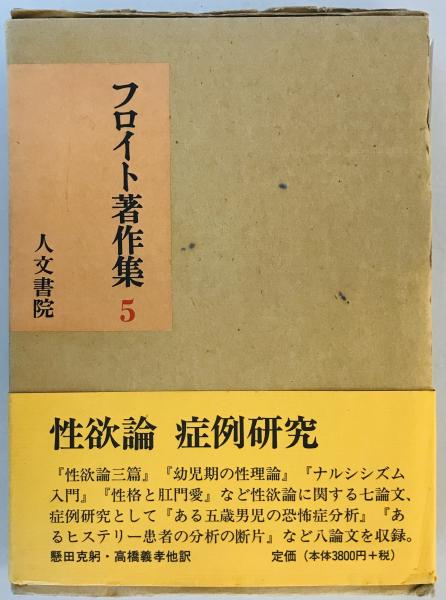 フロイト著作集
5
人文書院
性欲論 症例研究
『性欲論三篇』『幼児期の性理論』『ナルシシズム
入門』『性格と肛門愛』など性欲論に関する七論文、
症例研究として『ある五歳男児の恐怖症分析』『あ
るヒステリー患者の分析の断片』など八論文を収録。
懸田克躬・高橋義孝他訳 定価(本体3800円+税)